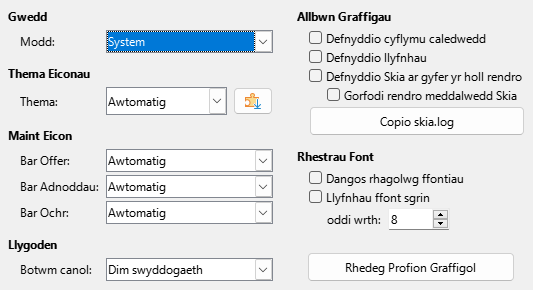 Gwedd
Modd: System
Thema Eiconau
Thema: Awtomatig
Maint Eicon
Bar Offer: Awtomatig
Bar Adnoddau: Awtomatig
Bar Ochr: Awtomatig
Llygoden
Botwm canol: Dim swyddogaeth
Allbwn Graffigau
Defnyddio cyflymu caledwedd
Defnyddio llyfnhau
Defnyddio Skia ar gyfer yr holl rendro
Gorfodi rendro meddalwedd Skia
Copio skia.log
Rhestrau Font
Dangos rhagolwg ffontiau
Llyfnhau ffont sgrin
oddi wrth: 8
Rhedeg Profion Graffigol